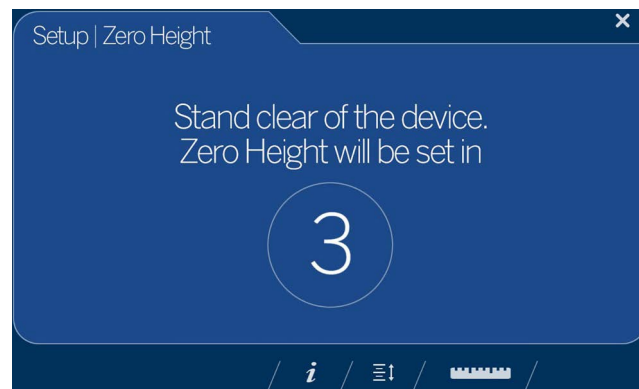 Setup | Zero Height
Stand clear of the device.
Zero Height will be set in
3
i